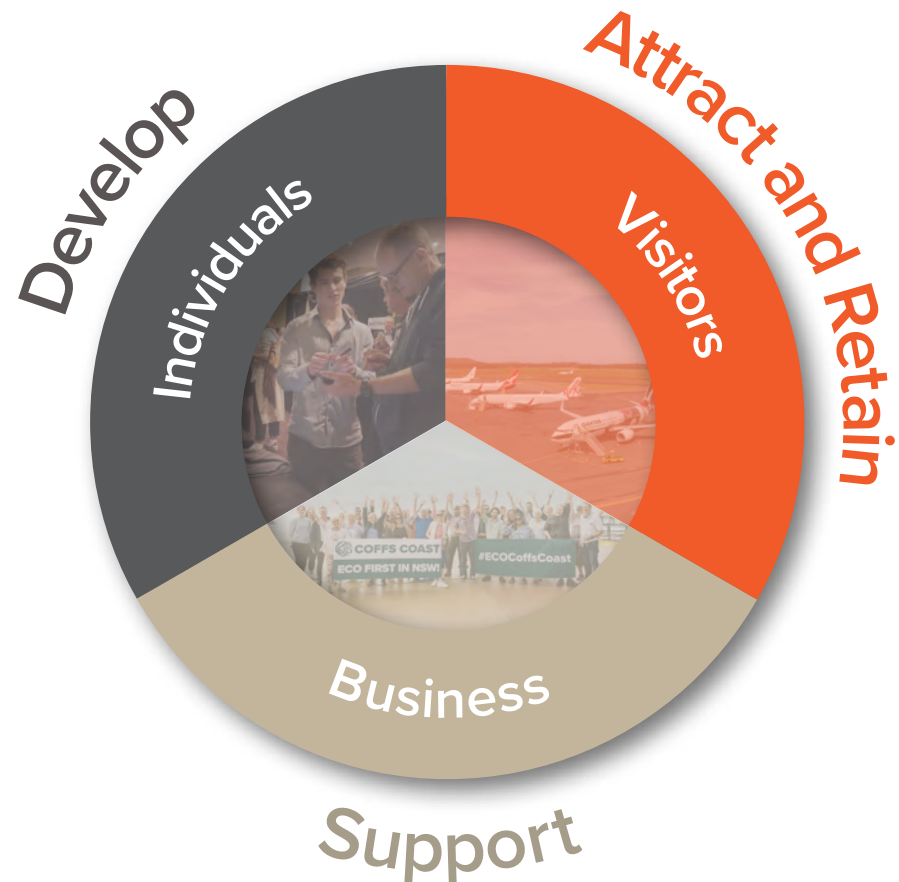 Develop
Individuals
Attract and Retain
Visitors
COFFS COAST
ECO FIRST IN NSW!
#ECOCoffsCoast
Business
Support